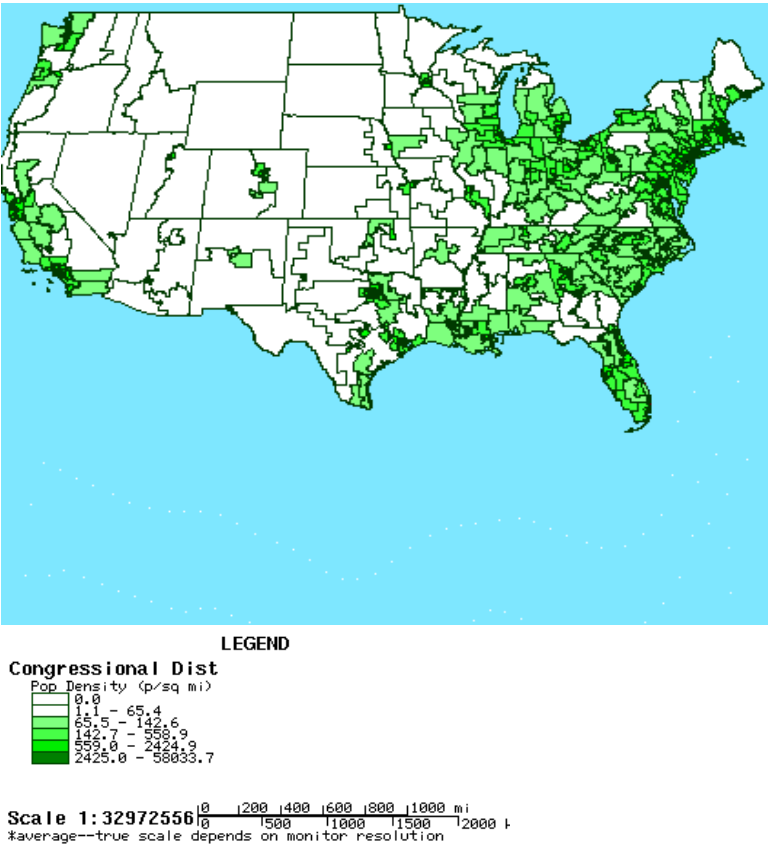 LEGEND
Congressional Dist
Pop Density (p/sq mi)
0.0
1.1 - 65.4
65.5 - 142.6
142.7 - 558.9
559.0 - 2424.9
2425.0 - 58033.7
0 200 400 600 800 1000 mi
Scale 1:32972556
0 500 1000 1500 2000
*average--true scale depends on monitor resolution